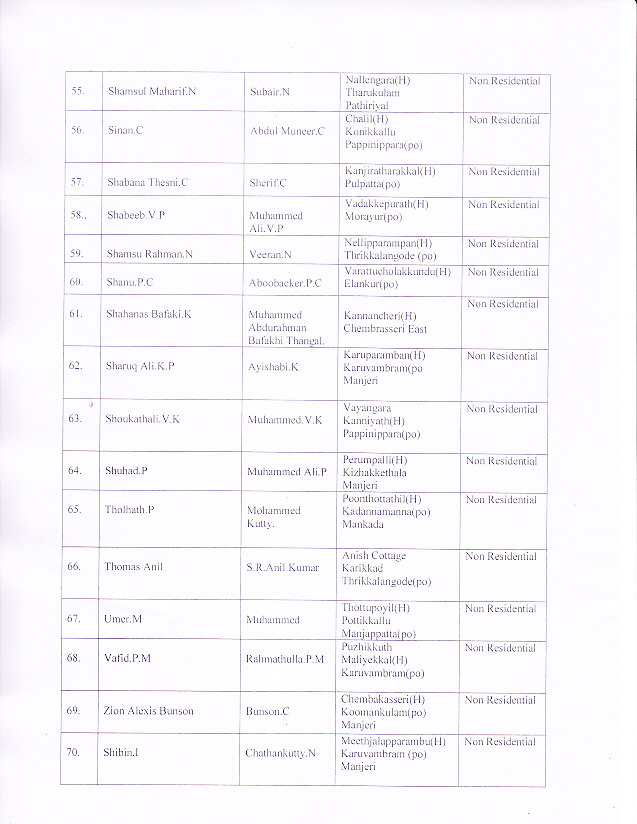 55. Shamsul Maharif.N Subair.N Nallengara(H) Non Residential
Tharukulam
Pathiriyal
56. Sinan.C Abdul Muneer.C Chalil(H) Non Residential
Konikkallu
Pappinippara(po)
57. Shabana Thesni.C Sherif.C Kanjiratharakkal(H) Non Residential
Pulpatta(po)
58., Shabeeb.V.P Muhammed Vadakkepurath(H) Non Residential
Ali.V.P Morayur(po)
59. Shamsu Rahman.N Veeran.N Nellipparampan(H) Non Residential
Thrikkalangode (po)
60. Shanu.P.C Aboobacker.P.C Varattucholakkundu(H) Non Residential
Elankur(po)
61. Shahanas Bafaki.K Muhammed Kannancheri(H) Non Residential
Abdurahman Chembrasseri East
Bafakhi Thangal.
62. Sharuq Ali.K.P Ayishabi.K Karuparamban(H) Non Residential
Karuvambram(po
Manjeri
63. Shoukathali.V.K Muhammed.V.K Vayangara Non Residential
Kanniyath(H)
Pappinippara(po)
64. Shuhad.P Muhammed Ali.P Perumpalli(H) Non Residential
Kizhakkethala
Manjeri
65. Tholhath.P Mohammed Poonthottathil(H) Non Residential
Kutty. Kadannamanna(po)
Mankada
66. Thomas Anil S.R.Anil Kumar Anish Cottage Non Residential
Karikkad
Thrikkalangode(po)
67. Umer.M Muhammed Thottupoyil(H) Non Residential
Pottikkallu
Manjappatta(po)
68. Vafid.P.M Rahmathulla.P.M Puzhikkuth Non Residential
Maliyekkal(H)
Karuvambram(po)
69. Zion Alexis Bunson Bunson.C Chembakasseri(H) Non Residential
Koomankulam(po)
Manjeri
70. Shibin.I Chathankutty.N Meethjalapparambu(H) Non Residential
Karuvambram (po)
Manjeri